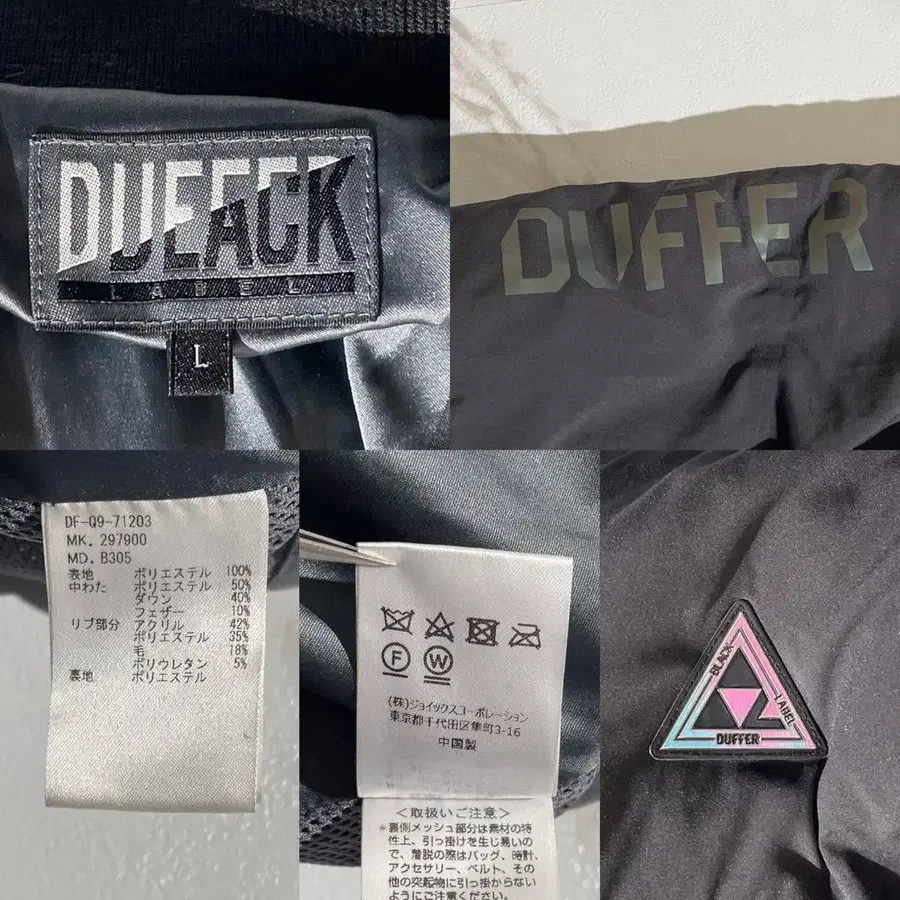 DUFFER
BLACK
LABEL
L
DUFFER
DF-Q9-71203
MK. 297900
MD. B305
表地 ポリエステル 100%
中わた ポリエステル 50%
ダウン 40%
フェザー 10%
リブ部分 アクリル 42%
ポリエステル 35%
毛 18%
ポリウレタン 5%
裏地 ポリエステル
F W
(株)ジョイックスコーポレーション
東京都千代田区隼町3-16
中国製
<取扱いご注意>
*裏側メッシュ部分は素材の特
性上、引っ掛けを生じ易いの
で、着脱の際はバッグ、時計、
アクセサリー、ベルト、その
他の突起物に引っ掛からない
ようにご注意ください。
BLACK
LABEL
DUFFER